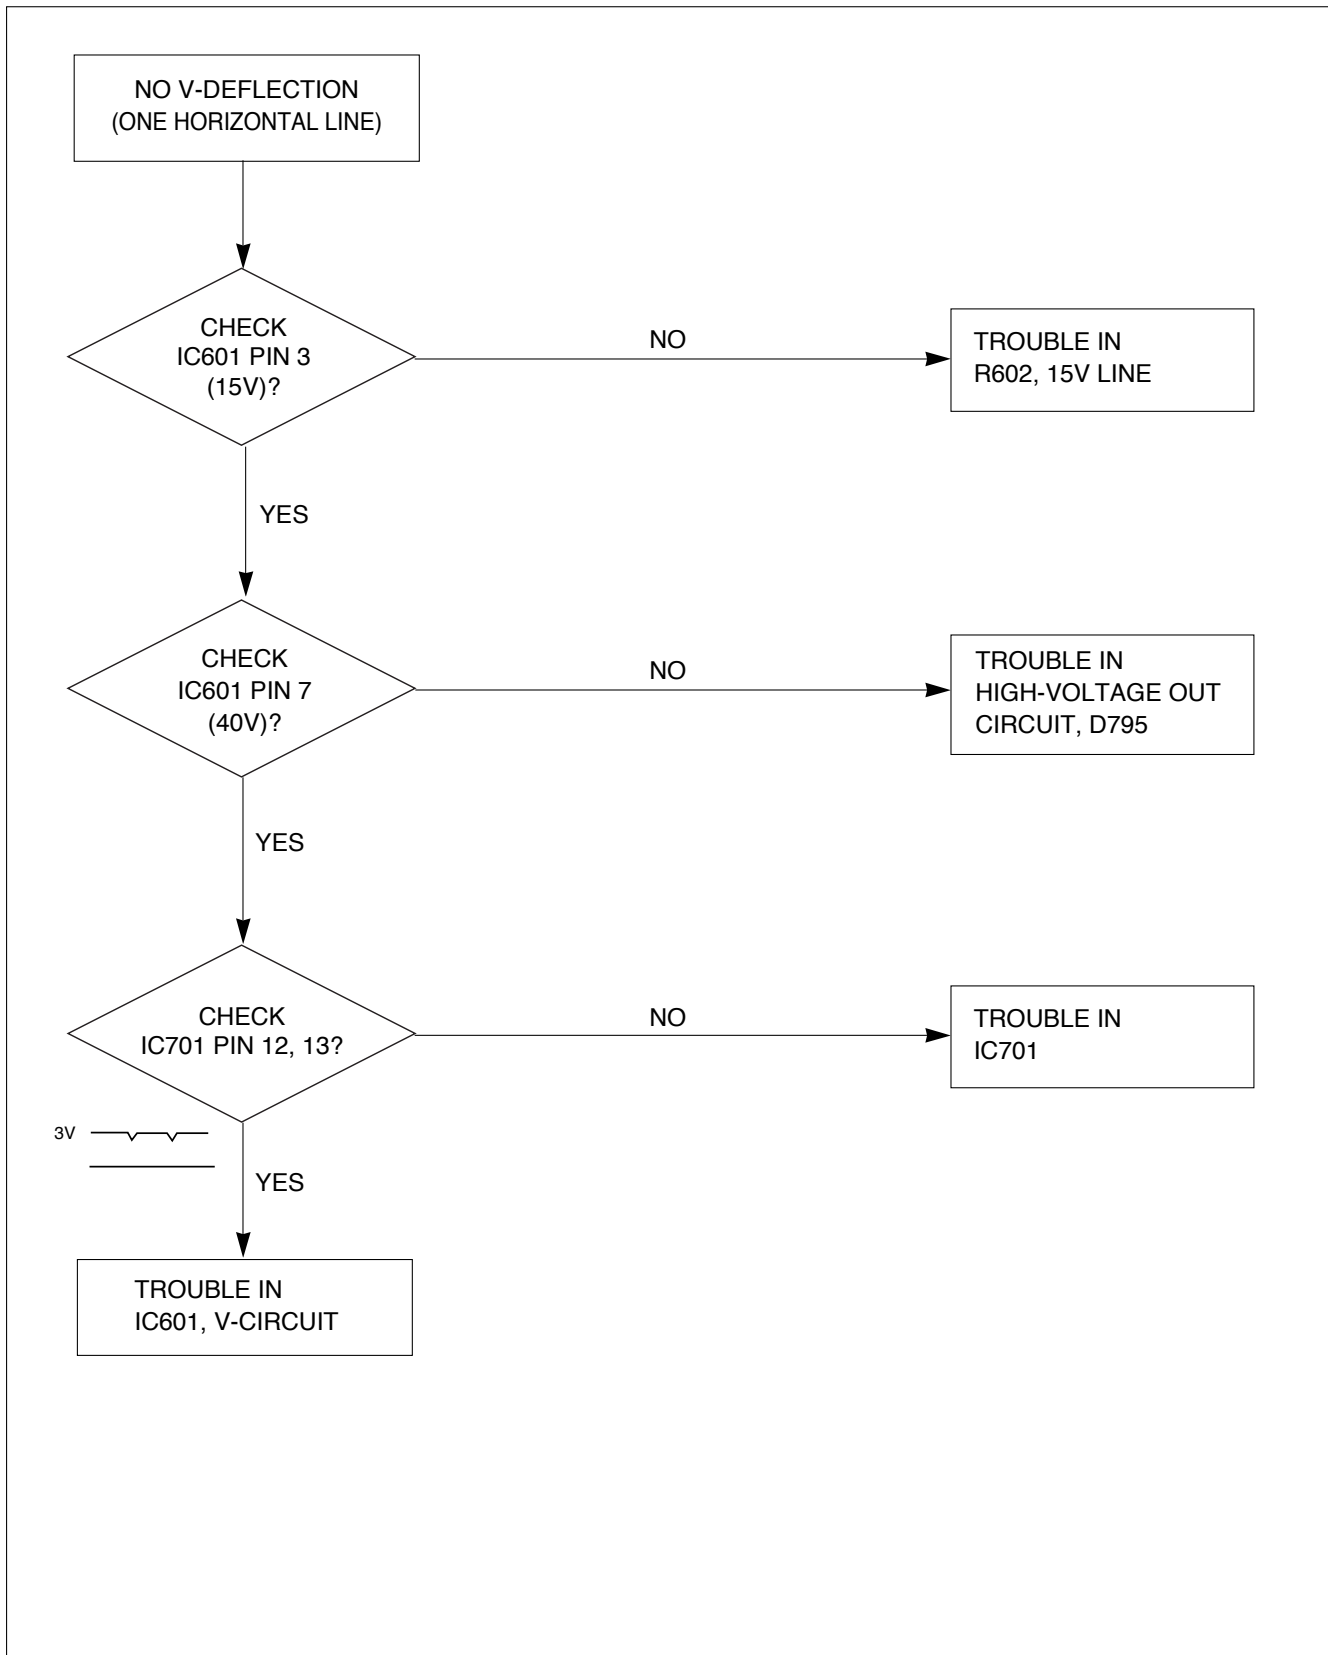 NO V-DEFLECTION
(ONE HORIZONTAL LINE)
CHECK
IC601 PIN 3
(15V)?
NO
TROUBLE IN
R602, 15V LINE
YES
CHECK
IC601 PIN 7
(40V)?
NO
TROUBLE IN
HIGH-VOLTAGE OUT
CIRCUIT, D795
YES
CHECK
IC701 PIN 12, 13?
NO
TROUBLE IN
IC701
3V
YES
TROUBLE IN
IC601, V-CIRCUIT